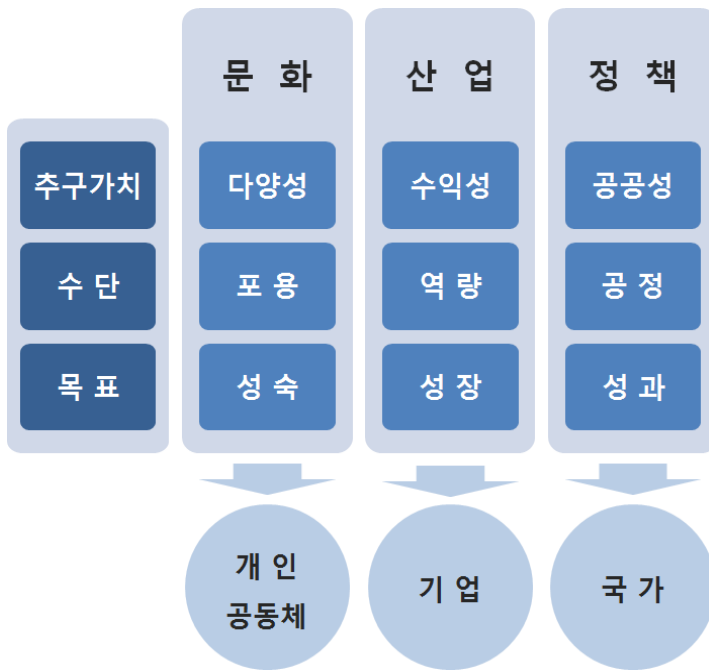 문 화 산 업 정 책
추구가치 다양성 수익성 공공성
수 단 포 용 역 량 공 정
목 표 성 숙 성 장 성 과
개 인
공동체
기 업
국 가